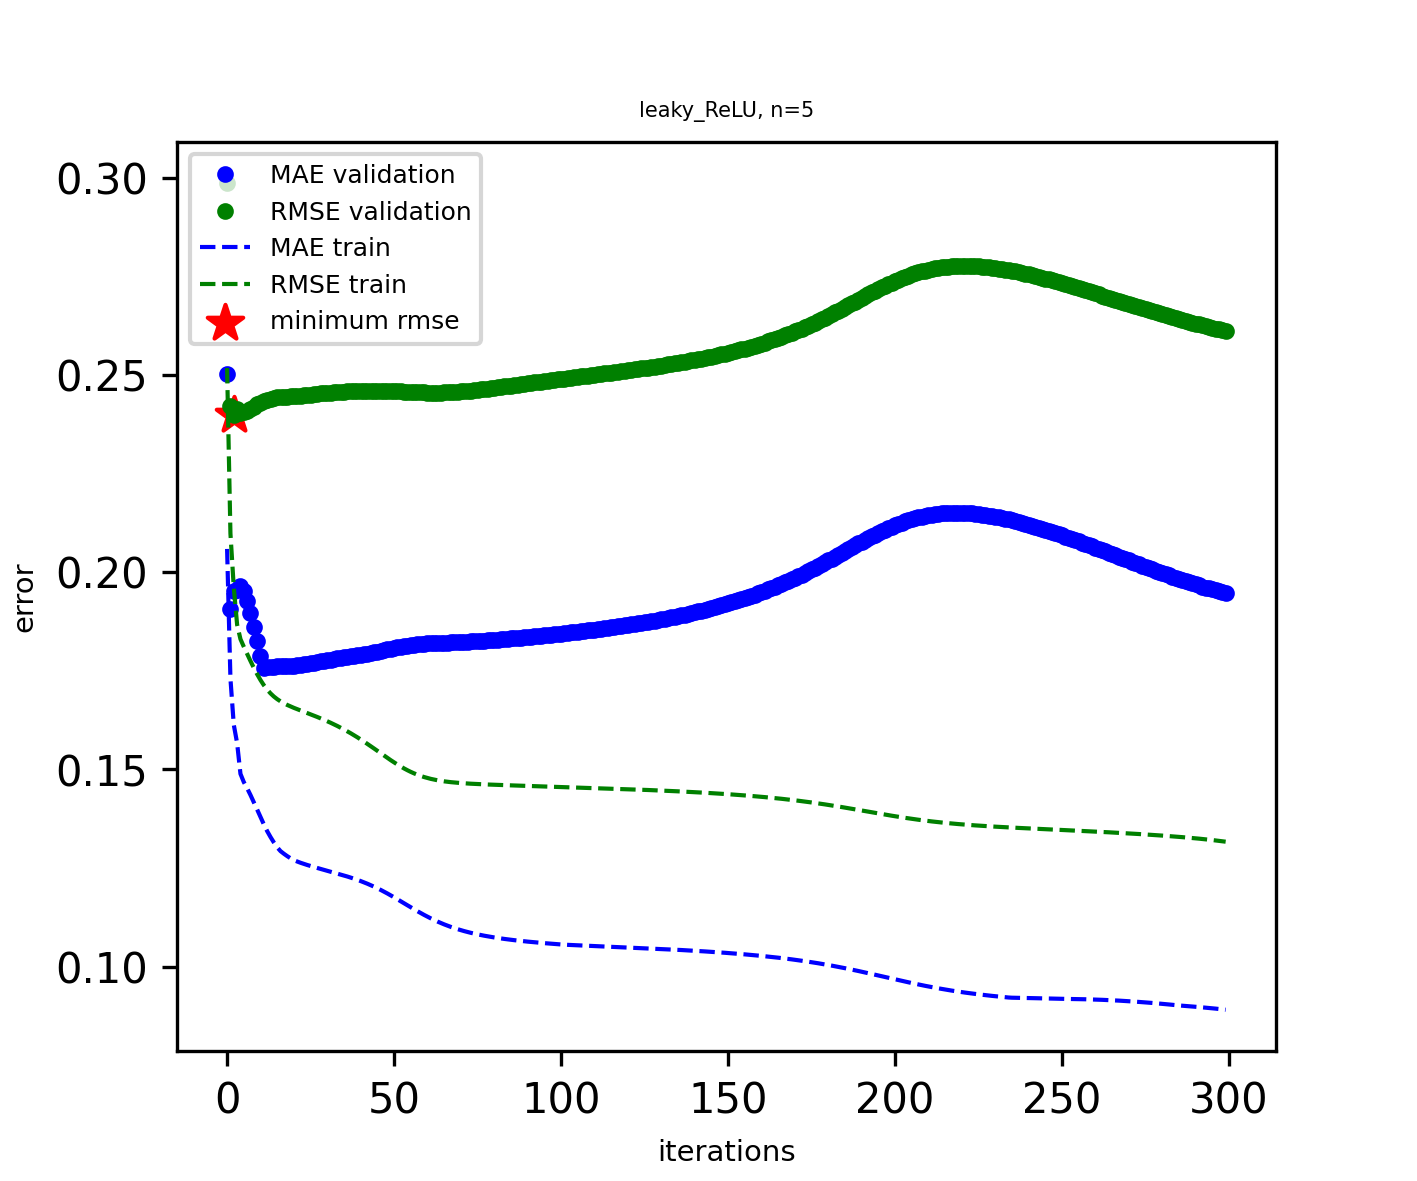 leaky_ReLU, n=5
MAE validation
RMSE validation
MAE train
RMSE train
minimum rmse
0.30
0.25
0.20
0.15
0.10
error
0 50 100 150 200 250 300
iterations